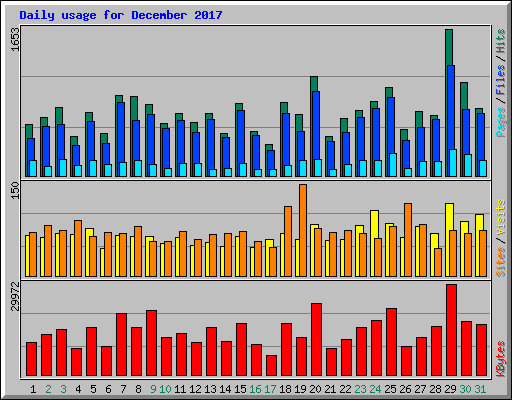 Daily usage for December 2017
1653
Pages / Files / Hits
150
Sites / Visits
29972
KBytes
1 2 3 4 5 6 7 8 9 10 11 12 13 14 15 16 17 18 19 20 21 22 23 24 25 26 27 28 29 30 31